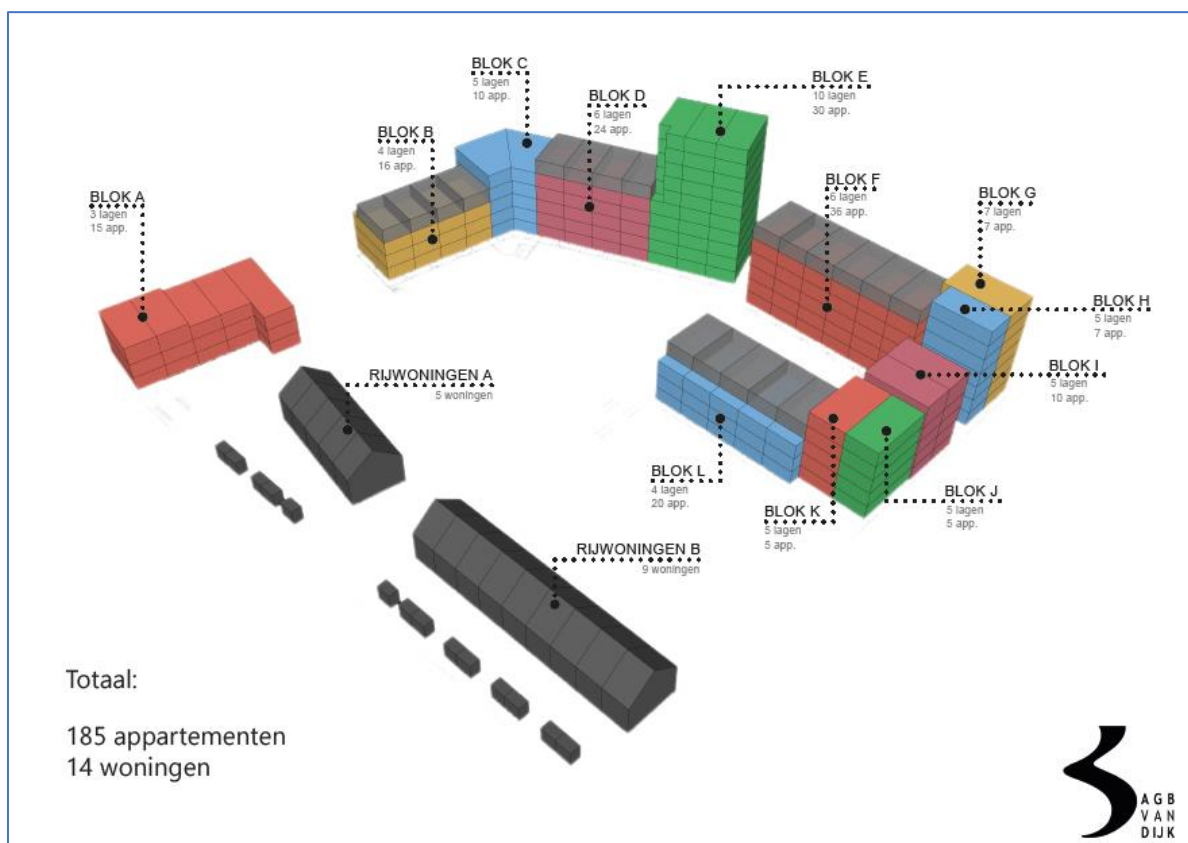 BLOK C
5 lagen
10 app.
BLOK D
6 lagen
24 app.
BLOK E
10 lagen
30 app.
BLOK B
4 lagen
16 app.
BLOK A
3 lagen
15 app.
BLOK F
6 lagen
36 app.
BLOK G
7 lagen
7 app.
BLOK H
5 lagen
7 app.
BLOK I
5 lagen
10 app.
RIJWONINGEN A
5 woningen
BLOK L
4 lagen
20 app.
BLOK K
5 lagen
5 app.
BLOK J
5 lagen
5 app.
RIJWONINGEN B
9 woningen
Totaal:
185 appartementen
14 woningen
AGB
VAN
DIJK